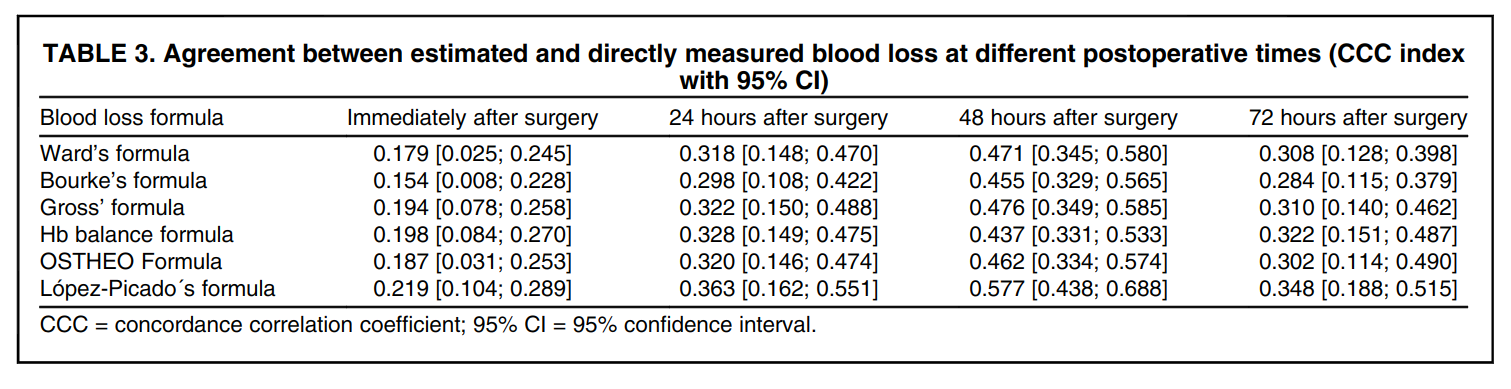 TABLE 3. Agreement between estimated and directly measured blood loss at different postoperative times (CCC index
with 95% CI)
Blood loss formula Immediately after surgery 24 hours after surgery 48 hours after surgery 72 hours after surgery
Ward's formula 0.179 [0.025; 0.245] 0.318 [0.148; 0.470] 0.471 [0.345; 0.580] 0.308 [0.128; 0.398]
Bourke's formula 0.154 [0.008; 0.228] 0.298 [0.108; 0.422] 0.455 [0.329; 0.565] 0.284 [0.115; 0.379]
Gross' formula 0.194 [0.078; 0.258] 0.322 [0.150; 0.488] 0.476 [0.349; 0.585] 0.310 [0.140; 0.462]
Hb balance formula 0.198 [0.084; 0.270] 0.328 [0.149; 0.475] 0.437 [0.331; 0.533] 0.322 [0.151; 0.487]
OSTHEO Formula 0.187 [0.031; 0.253] 0.320 [0.146; 0.474] 0.462 [0.334; 0.574] 0.302 [0.114; 0.490]
López-Picado´s formula 0.219 [0.104; 0.289] 0.363 [0.162; 0.551] 0.577 [0.438; 0.688] 0.348 [0.188; 0.515]
CCC = concordance correlation coefficient; 95% CI = 95% confidence interval.